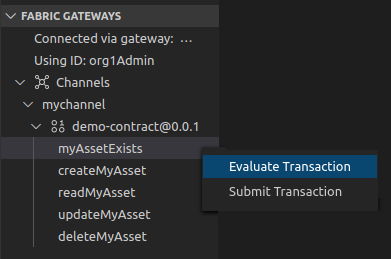 FABRIC GATEWAYS
Connected via gateway: ...
Using ID: org1Admin
Channels
mychannel
demo-contract@0.0.1
myAssetExists
createMyAsset
readMyAsset
updateMyAsset
deleteMyAsset
Evaluate Transaction
Submit Transaction